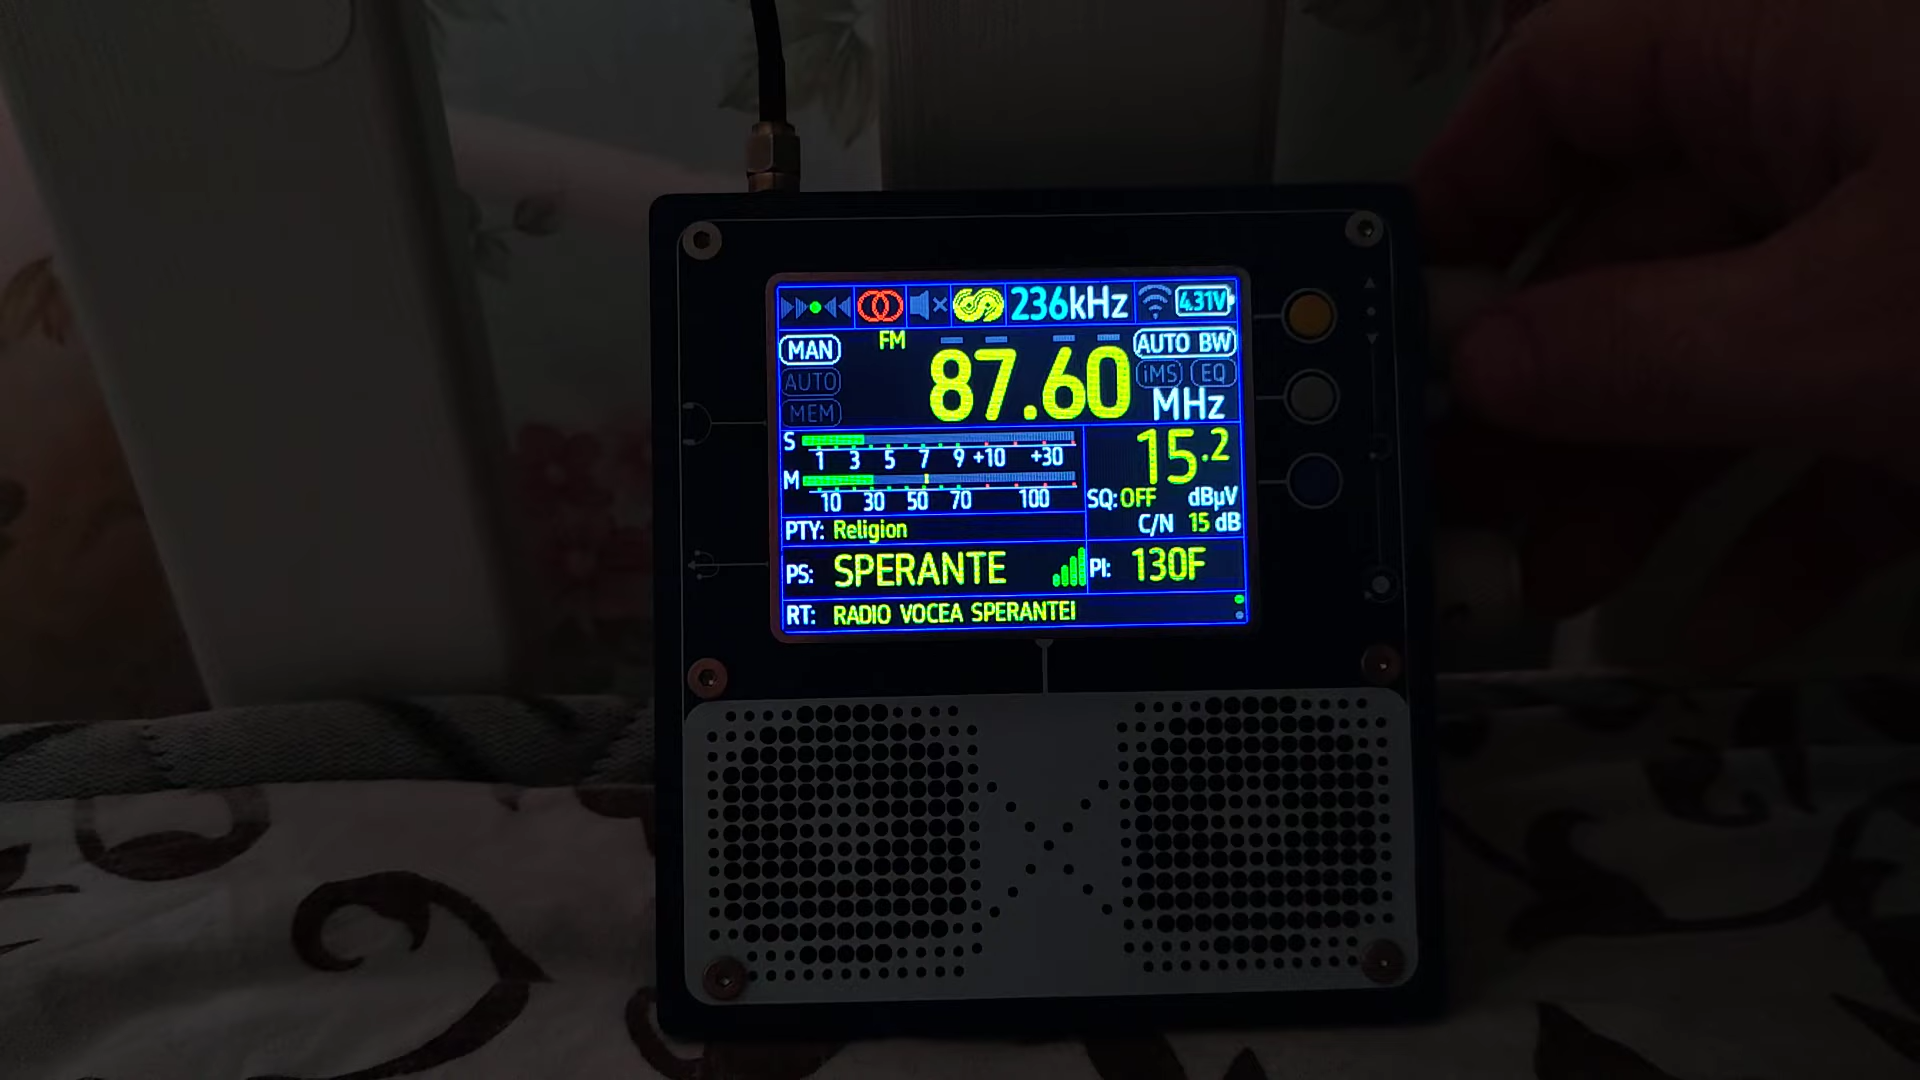 236kHz 4.31V
MAN FM 87.60 AUTO BW
AUTO iMS EQ
MEM MHz
S 1 3 5 7 9 +10 +30
15.2
M 10 30 50 70 100
SQ: OFF dBµV
C/N 15 dB
PTY: Religion
PS: SPERANTE PI: 130F
RT: RADIO VOCEA SPERANTEI